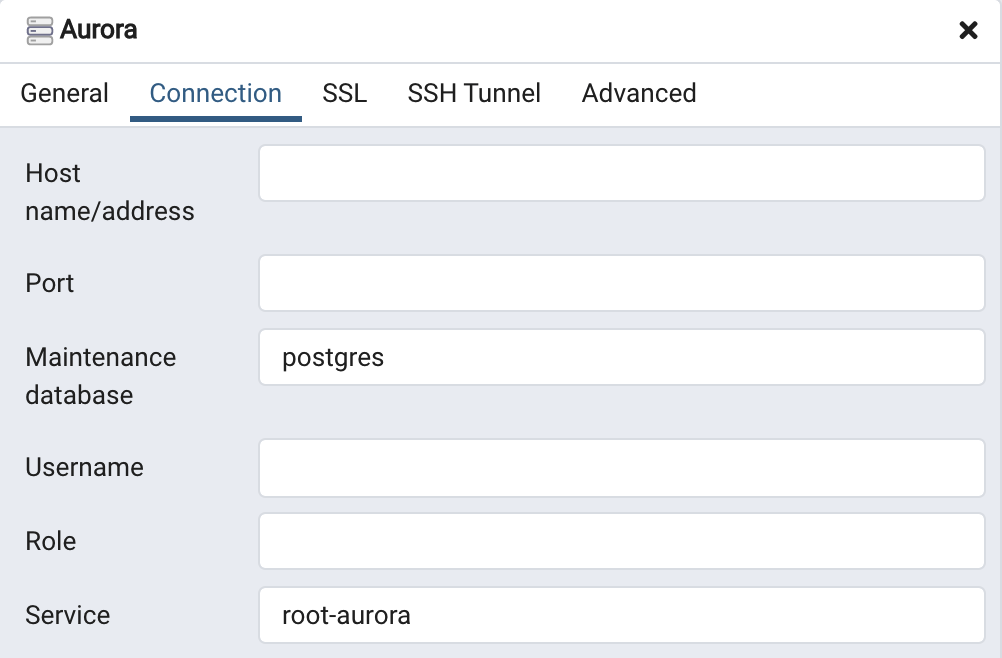 Aurora
General Connection SSL SSH Tunnel Advanced
Host
name/address
Port
Maintenance
database
postgres
Username
Role
Service
root-aurora